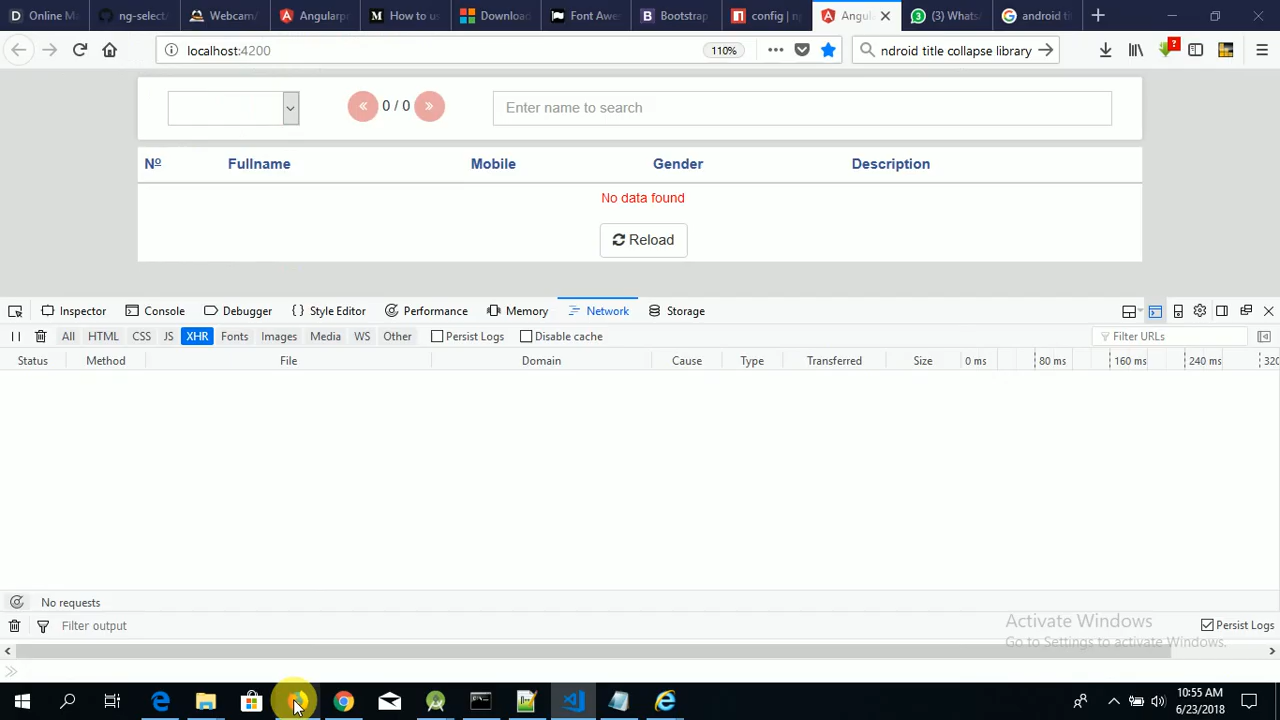 Online Ma ng-select/ Webcam/ Angularpr How to us Download Font Awe Bootstrap config | n Angul (3) Whats android ti
localhost:4200 110% ndroid title collapse library
0 / 0 Enter name to search
Nº Fullname Mobile Gender Description
No data found
Reload
Inspector Console Debugger Style Editor Performance Memory Network Storage
All HTML CSS JS XHR Fonts Images Media WS Other Persist Logs Disable cache Filter URLs
Status Method File Domain Cause Type Transferred Size 0 ms 80 ms 160 ms 240 ms 320
No requests
Filter output Persist Logs
Activate Windows
Go to Settings to activate Windows.
10:55 AM
6/23/2018